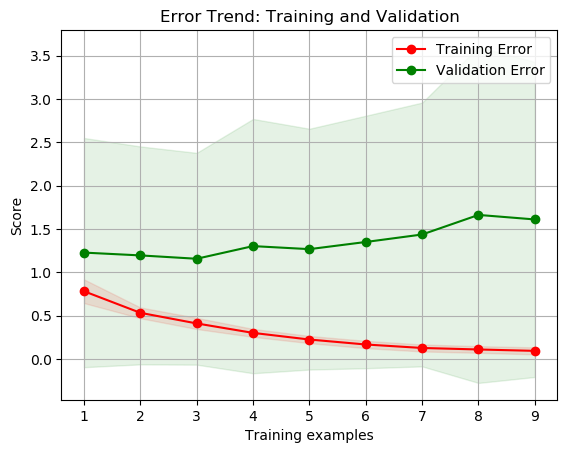 Error Trend: Training and Validation
Training Error
Validation Error
Score
3.5
3.0
2.5
2.0
1.5
1.0
0.5
0.0
1 2 3 4 5 6 7 8 9
Training examples